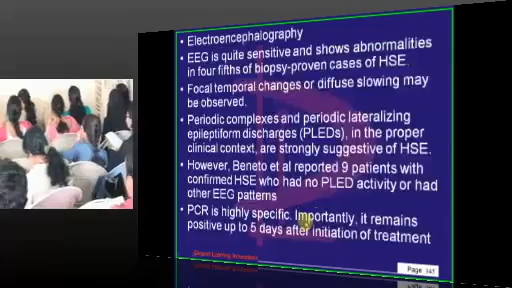 • Electroencephalography
• EEG is quite sensitive and shows abnormalities
in four fifths of biopsy-proven cases of HSE.
• Focal temporal changes or diffuse slowing may
be observed.
• Periodic complexes and periodic lateralizing
epileptiform discharges (PLEDs), in the proper
clinical context, are strongly suggestive of HSE.
• However, Beneto et al reported 9 patients with
confirmed HSE who had no PLED activity or had
other EEG patterns
• PCR is highly specific. Importantly, it remains
positive up to 5 days after initiation of treatment
Page 341